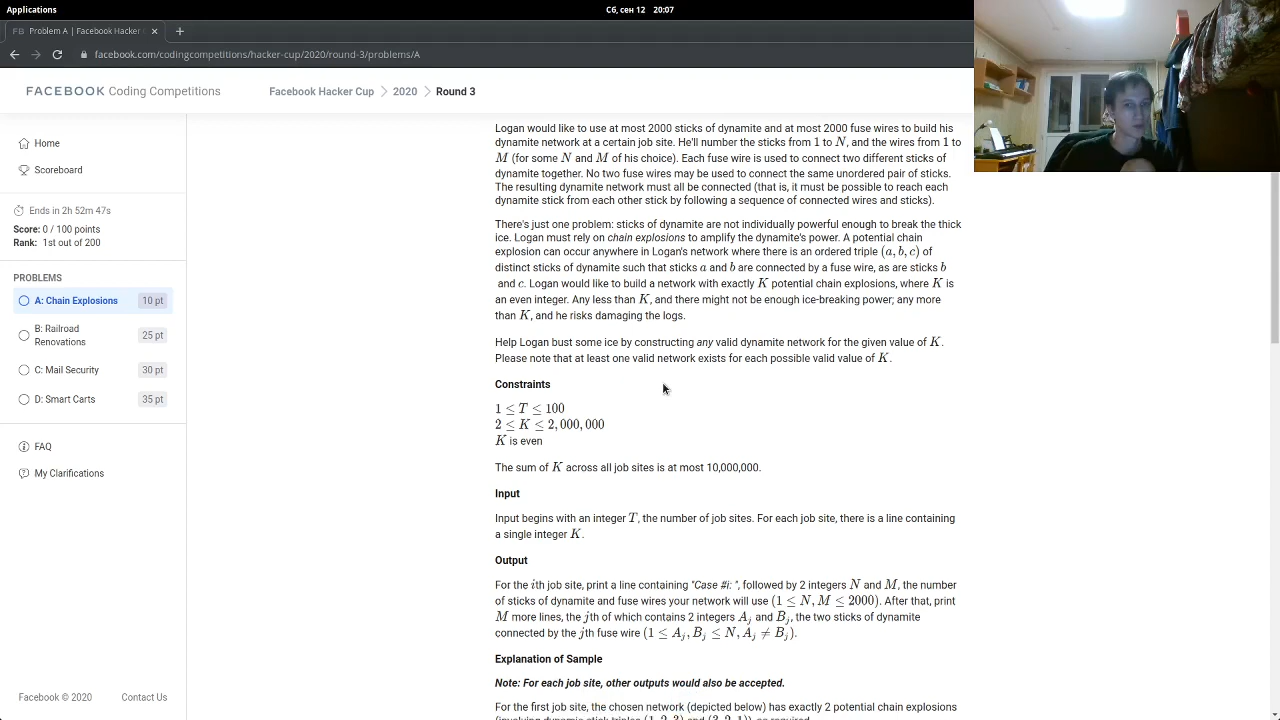 Applications
Сб, сен 12 20:07
FB Problem A | Facebook Hacker
facebook.com/codingcompetitions/hacker-cup/2020/round-3/problems/A
FACEBOOK Coding Competitions
Facebook Hacker Cup > 2020 > Round 3
Home
Scoreboard
Ends in 2h 52m 47s
Score: 0 / 100 points
Rank: 1st out of 200
PROBLEMS
A: Chain Explosions 10 pt
B: Railroad Renovations 25 pt
C: Mail Security 30 pt
D: Smart Carts 35 pt
FAQ
My Clarifications
Facebook © 2020 Contact Us
Logan would like to use at most 2000 sticks of dynamite and at most 2000 fuse wires to build his
dynamite network at a certain job site. He'll number the sticks from 1 to N, and the wires from 1 to
M (for some N and M of his choice). Each fuse wire is used to connect two different sticks of
dynamite together. No two fuse wires may be used to connect the same unordered pair of sticks.
The resulting dynamite network must all be connected (that is, it must be possible to reach each
dynamite stick from each other stick by following a sequence of connected wires and sticks).
There's just one problem: sticks of dynamite are not individually powerful enough to break the thick
ice. Logan must rely on chain explosions to amplify the dynamite's power. A potential chain
explosion can occur anywhere in Logan's network where there is an ordered triple (a, b, c) of
distinct sticks of dynamite such that sticks a and b are connected by a fuse wire, as are sticks b
and c. Logan would like to build a network with exactly K potential chain explosions, where K is
an even integer. Any less than K, and there might not be enough ice-breaking power; any more
than K, and he risks damaging the logs.
Help Logan bust some ice by constructing any valid dynamite network for the given value of K.
Please note that at least one valid network exists for each possible valid value of K.
Constraints
1 ≤ T ≤ 100
2 ≤ K ≤ 2,000,000
K is even
The sum of K across all job sites is at most 10,000,000.
Input
Input begins with an integer T, the number of job sites. For each job site, there is a line containing
a single integer K.
Output
For the ith job site, print a line containing "Case #i: ", followed by 2 integers N and M, the number
of sticks of dynamite and fuse wires your network will use (1 ≤ N, M ≤ 2000). After that, print
M more lines, the jth of which contains 2 integers Aj and Bj, the two sticks of dynamite
connected by the jth fuse wire (1 ≤ Aj, Bj ≤ N, Aj ≠ Bj).
Explanation of Sample
Note: For each job site, other outputs would also be accepted.
For the first job site, the chosen network (depicted below) has exactly 2 potential chain explosions
(involving dynamite stick triples (1, 2, 3) and (3, 2, 1)), as required.